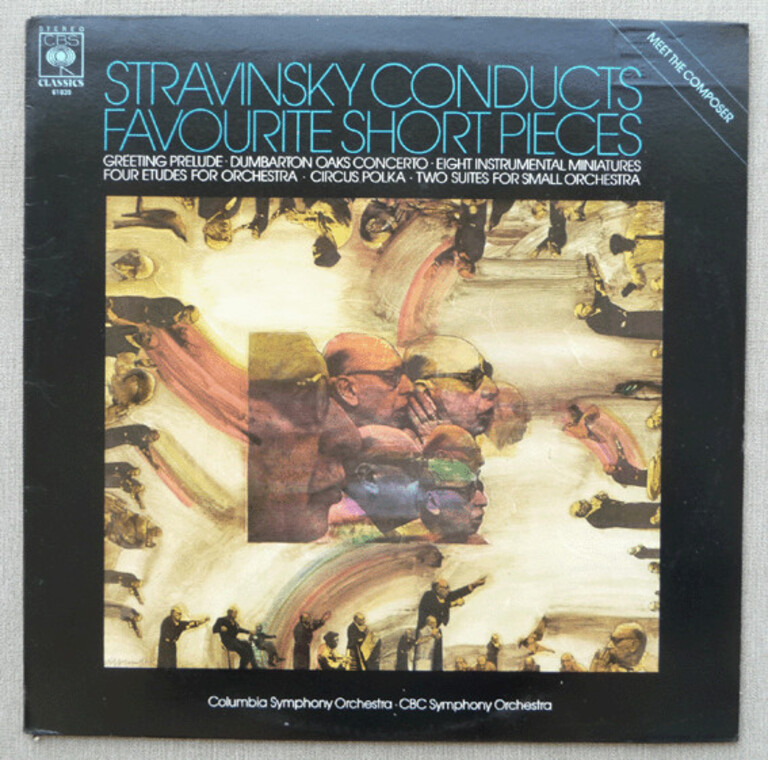 STEREO
CBS
CLASSICS
61839
MEET THE COMPOSER
STRAVINSKY CONDUCTS
FAVOURITE SHORT PIECES
GREETING PRELUDE · DUMBARTON OAKS CONCERTO · EIGHT INSTRUMENTAL MINIATURES
FOUR ETUDES FOR ORCHESTRA · CIRCUS POLKA · TWO SUITES FOR SMALL ORCHESTRA
Columbia Symphony Orchestra · CBC Symphony Orchestra